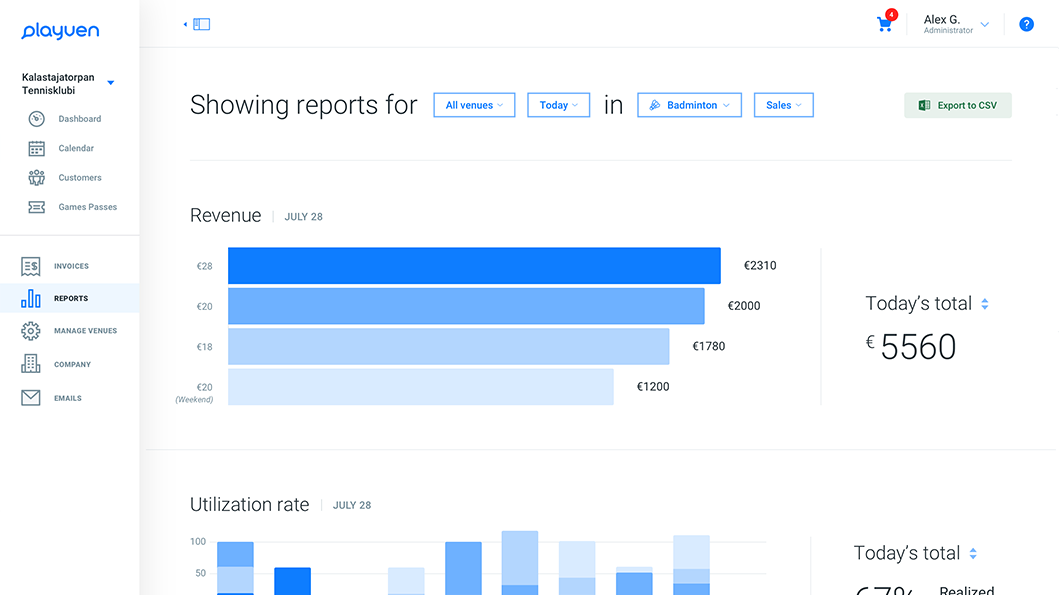 playven
Kalastajatorpan
Tennisklubi
Dashboard
Calendar
Customers
Games Passes
INVOICES
REPORTS
MANAGE VENUES
COMPANY
EMAILS
4
Alex G.
Administrator
?
Showing reports for All venues Today in Badminton Sales
Export to CSV
Revenue JULY 28
€28 €2310
€20 €2000
€18 €1780
€20 €1200
(Weekend)
Today's total
€ 5560
Utilization rate JULY 28
100
50
Today's total
67% Realized